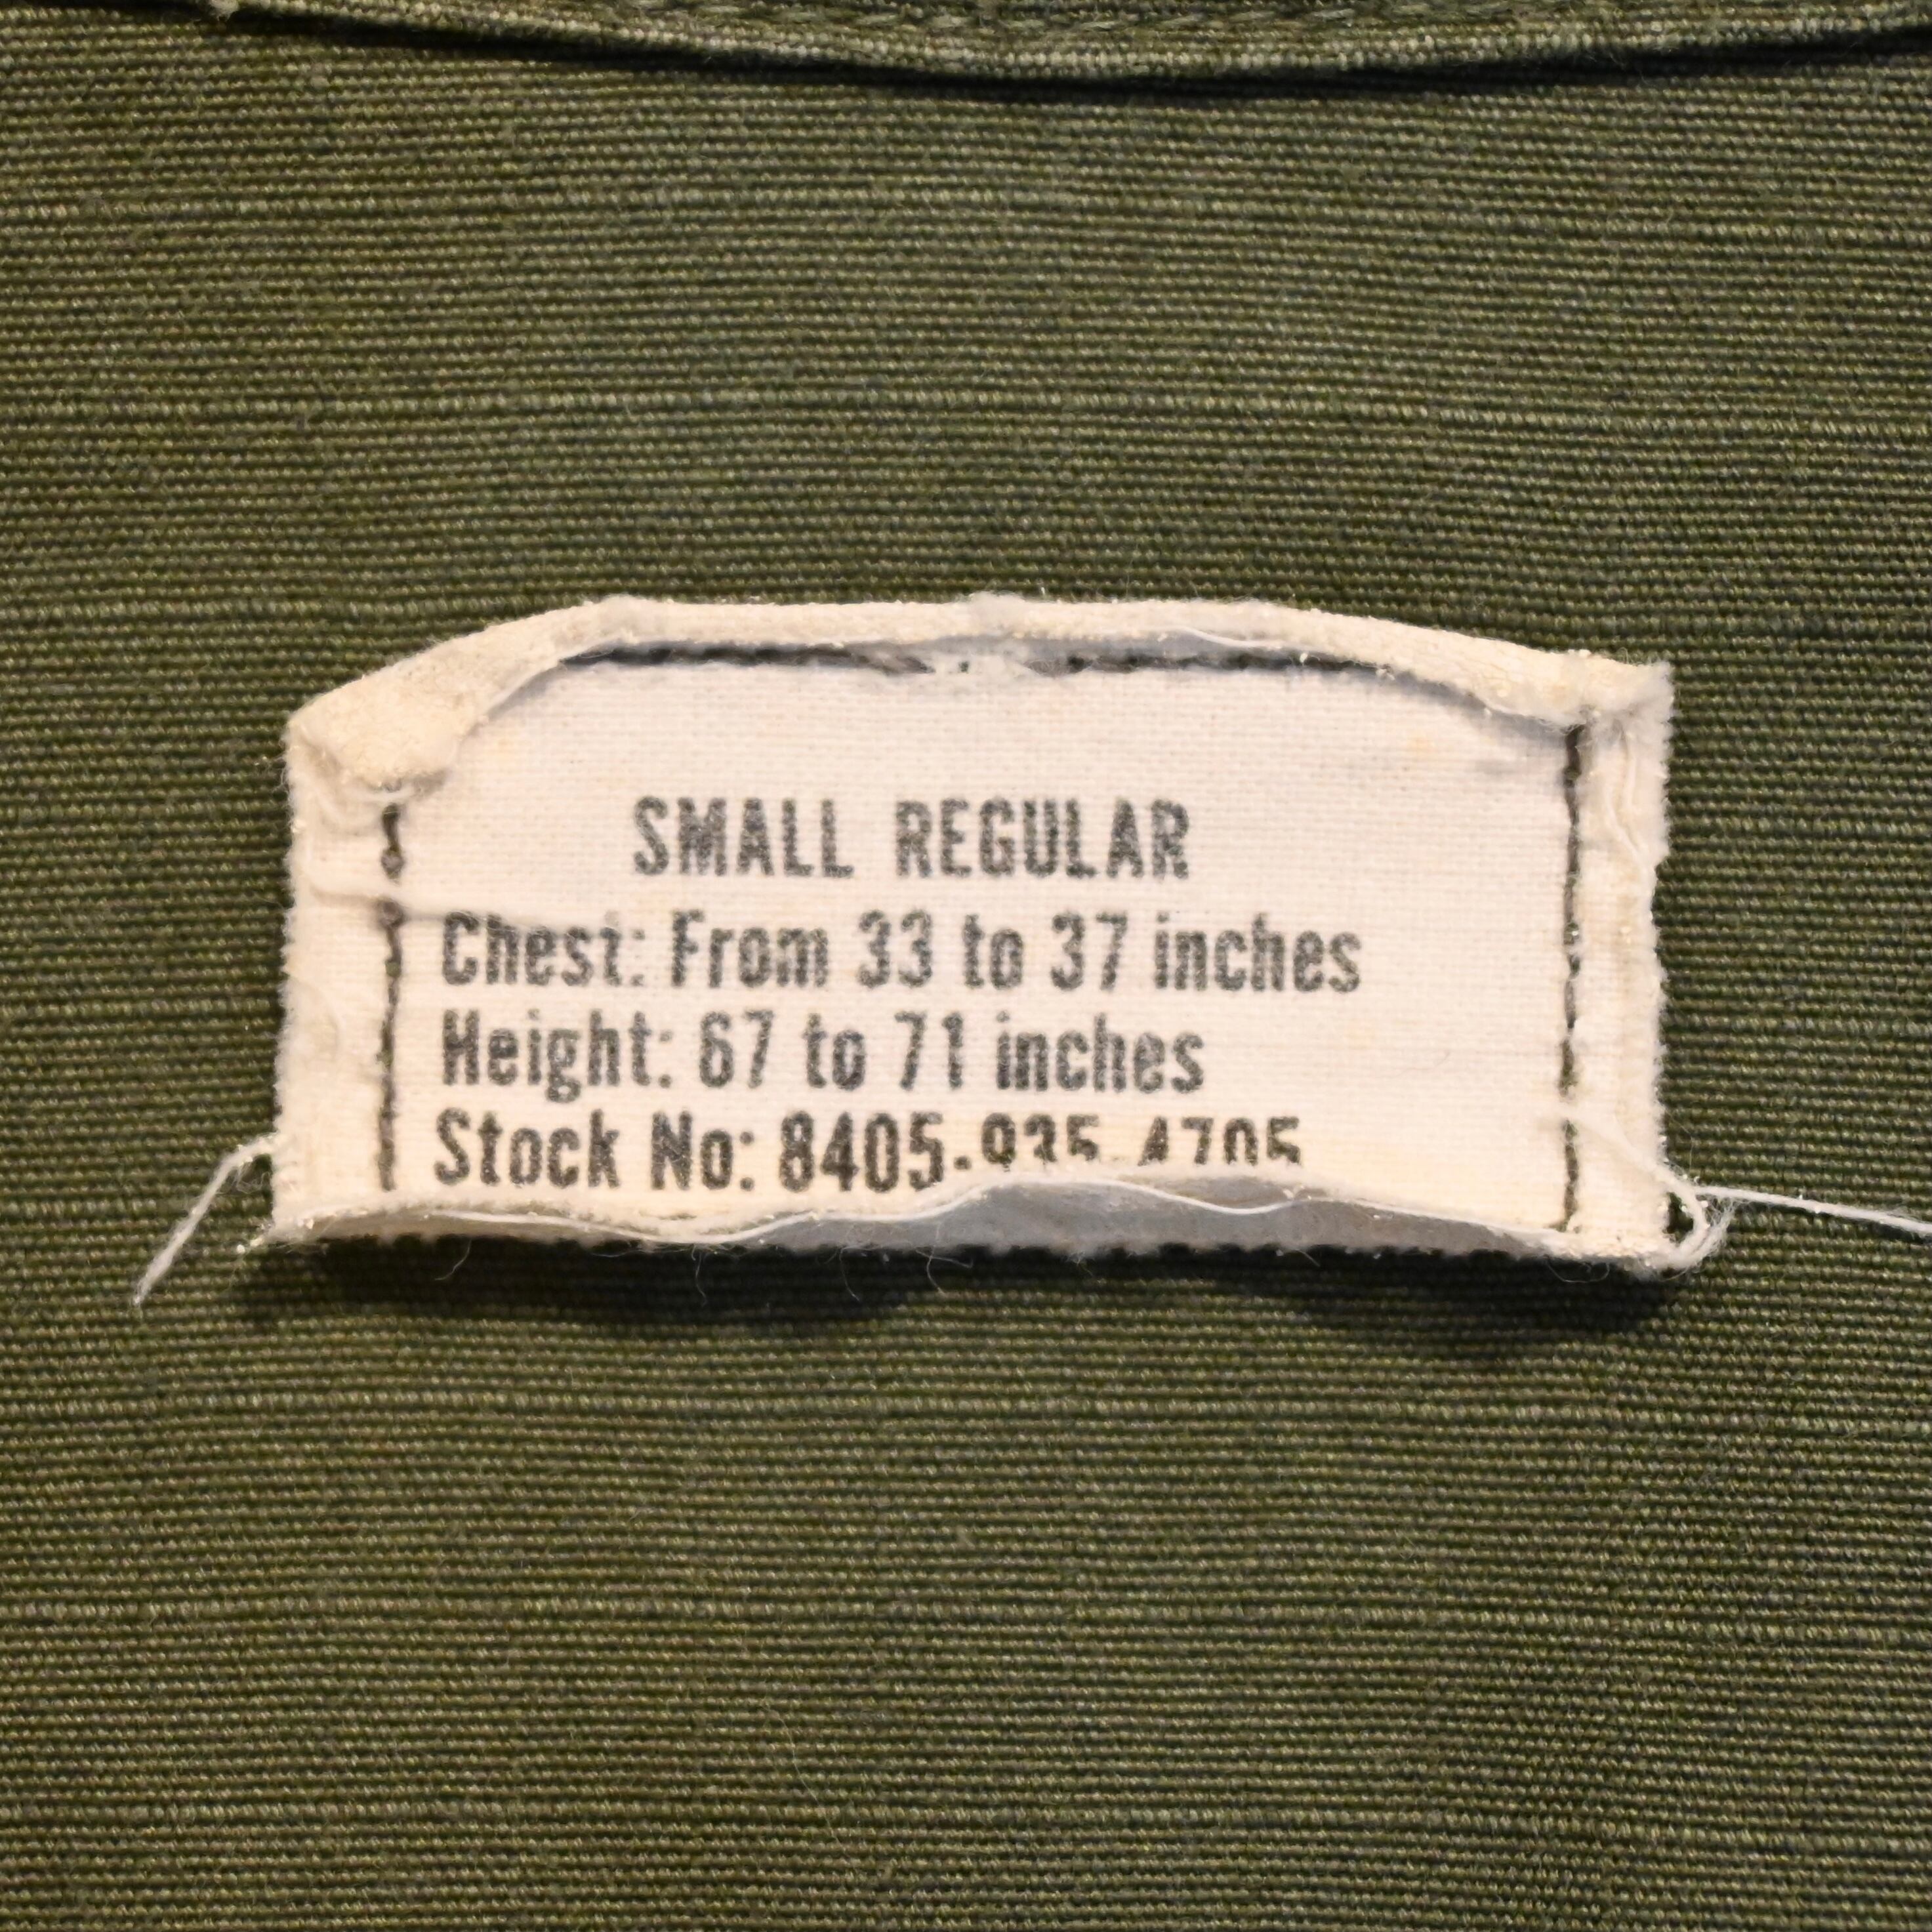 SMALL REGULAR
Chest: From 33 to 37 inches
Height: 67 to 71 inches
Stock No: 8405-935-4705